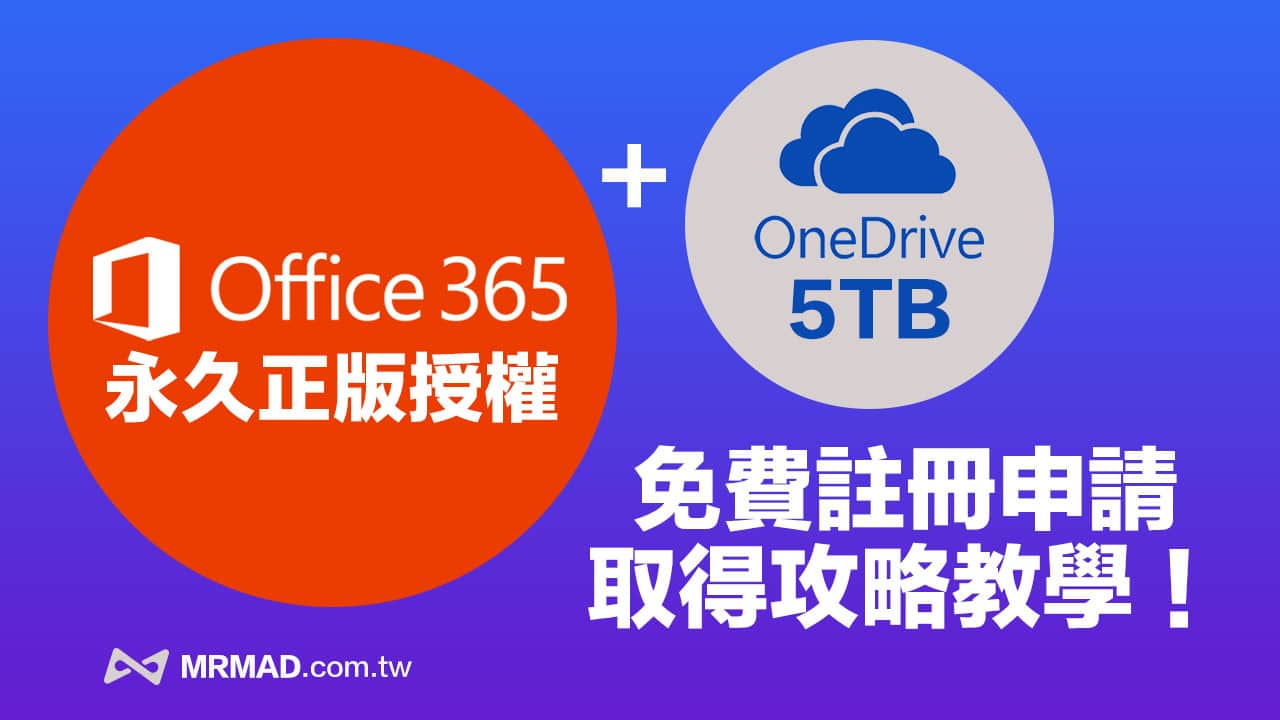 Office 365
永久正版授權
+
OneDrive
5TB
免費註冊申請
取得攻略教學！
MRMAD.com.tw